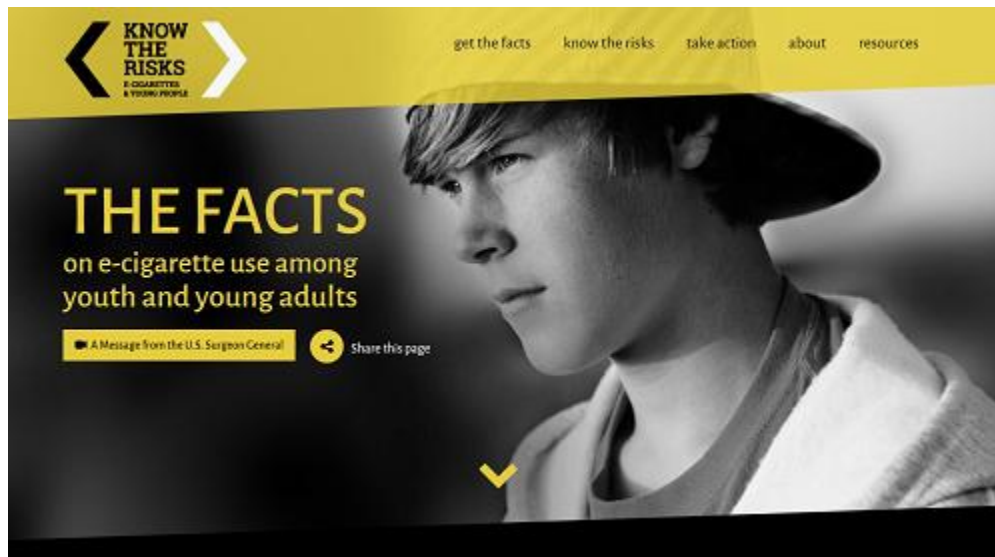 KNOW
THE
RISKS
E-CIGARETTES
& YOUNG PEOPLE
get the facts
know the risks
take action
about
resources
THE FACTS
on e-cigarette use among
youth and young adults
A Message from the U.S. Surgeon General
Share this page